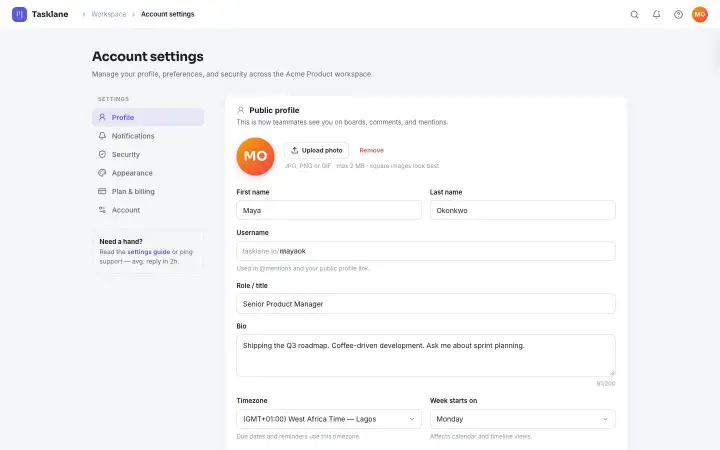 Tasklane
Workspace
Account settings
MO
Account settings
Manage your profile, preferences, and security across the Acme Product workspace.
SETTINGS
Profile
Notifications
Security
Appearance
Plan & billing
Account
Need a hand?
Read the settings guide or ping
support — avg. reply in 2h.
Public profile
This is how teammates see you on boards, comments, and mentions.
MO
Upload photo
Remove
JPG, PNG or GIF · max 2 MB · square images look best
First name
Last name
Maya
Okonkwo
Username
tasklane.io/mayaok
Used in @mentions and your public profile link.
Role / title
Senior Product Manager
Bio
Shipping the Q3 roadmap. Coffee-driven development. Ask me about sprint planning.
Timezone
Week starts on
(GMT+01:00) West Africa Time — Lagos
Monday
Due dates and reminders use this timezone.
Affects calendar and timeline views.